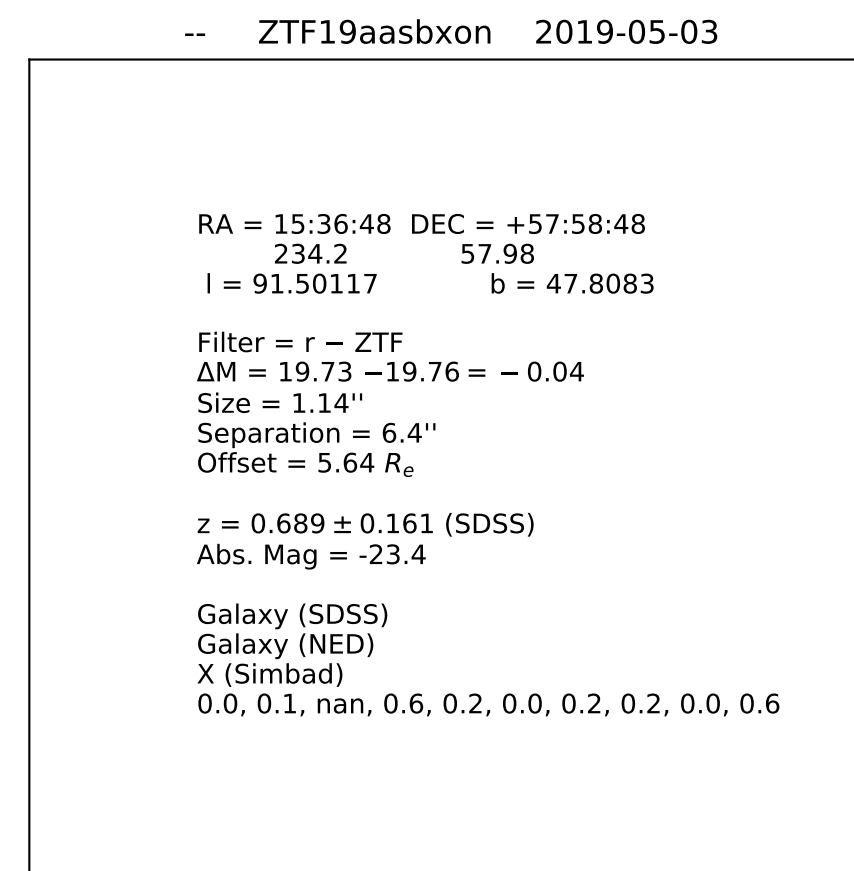 -- ZTF19aasbxon 2019-05-03
RA = 15:36:48 DEC = +57:58:48
234.2 57.98
l = 91.50117 b = 47.8083
Filter = r − ZTF
ΔM = 19.73 −19.76 = − 0.04
Size = 1.14''
Separation = 6.4''
Offset = 5.64 Rₑ
z = 0.689 ± 0.161 (SDSS)
Abs. Mag = -23.4
Galaxy (SDSS)
Galaxy (NED)
X (Simbad)
0.0, 0.1, nan, 0.6, 0.2, 0.0, 0.2, 0.2, 0.0, 0.6